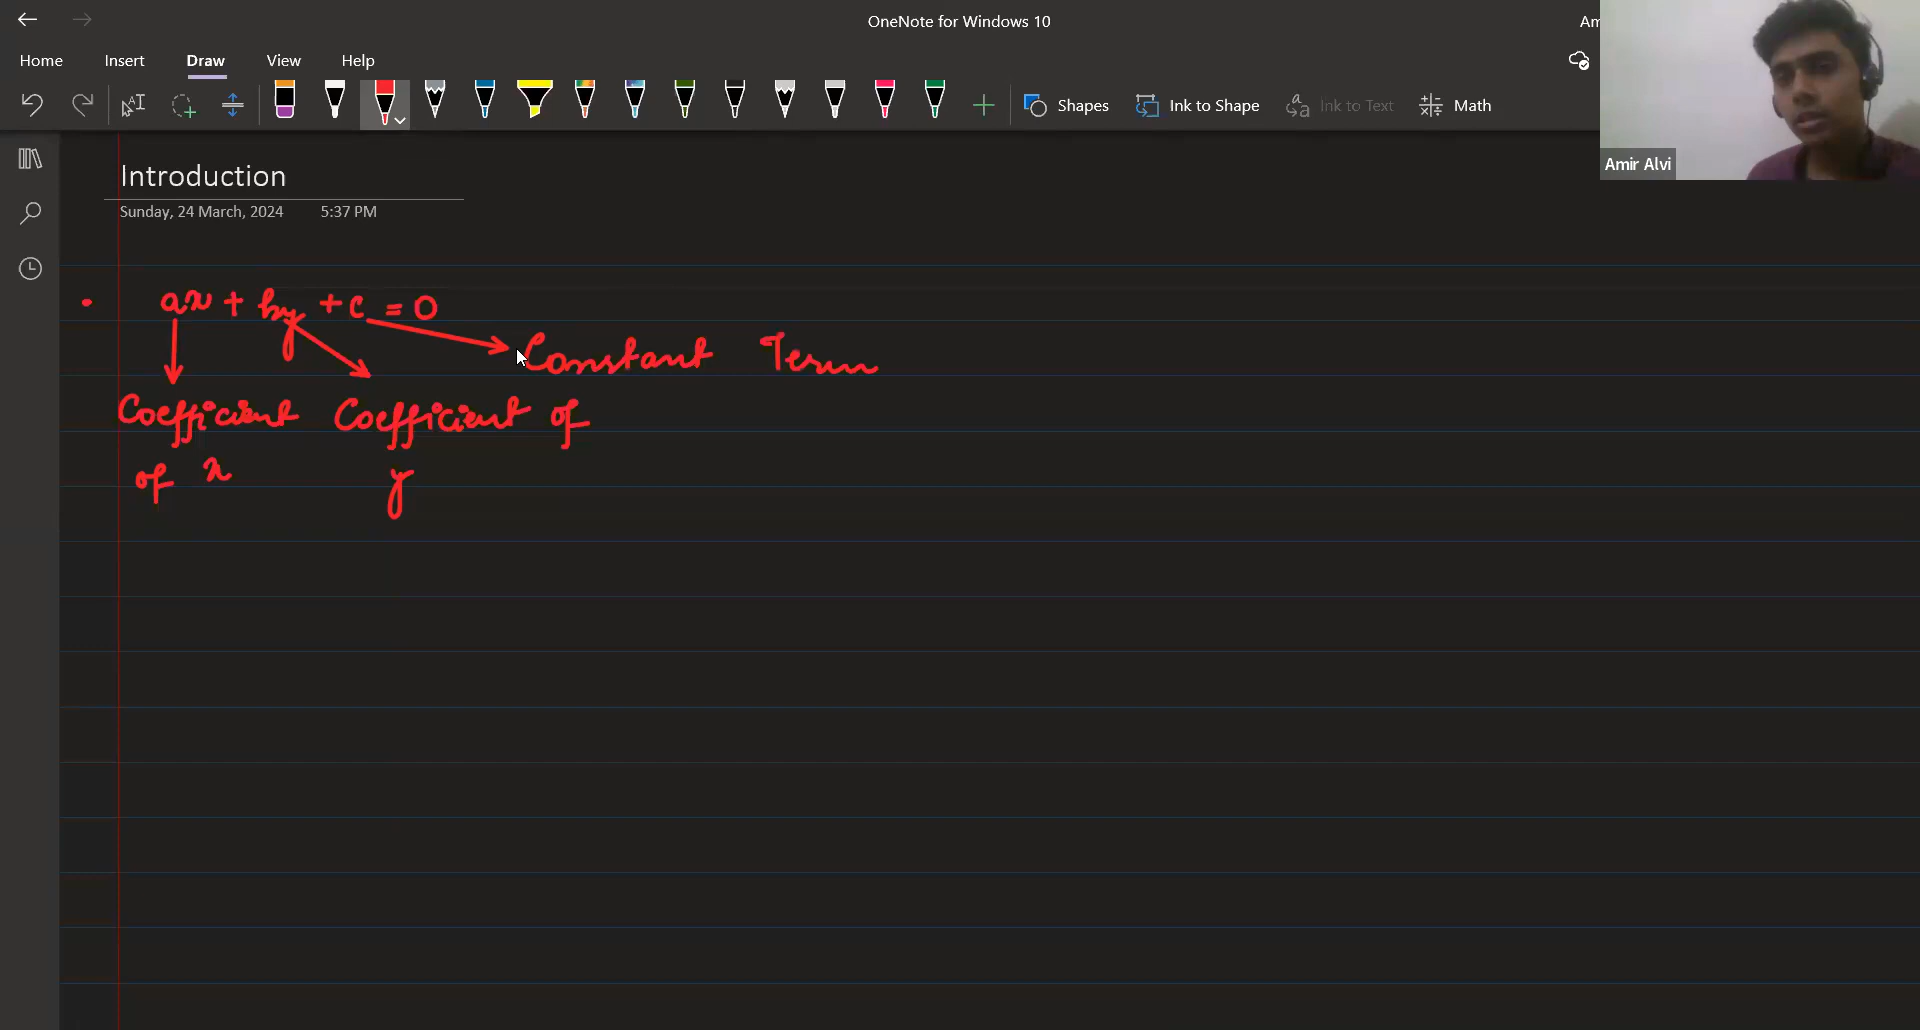 OneNote for Windows 10
Am
Home Insert Draw View Help
Shapes Ink to Shape Ink to Text Math
Amir Alvi
Introduction
Sunday, 24 March, 2024 5:37 PM
• ax + by + c = 0
Constant Term
Coefficient Coefficient of
of x y